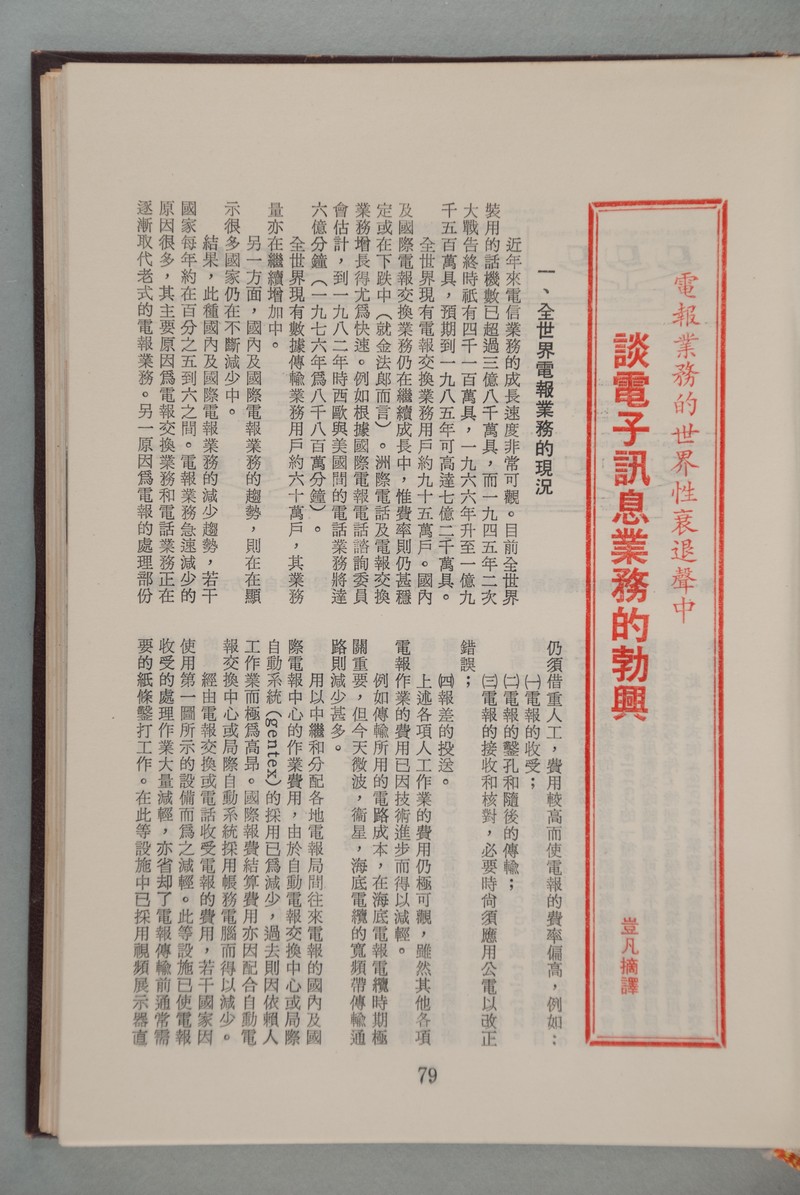 電報業務的世界性衰退聲中
談電子訊息業務的勃興
豈凡摘譯
一、全世界電報業務的現況
近年來電信業務的成長速度非常可觀。目前全世界
裝用的話機數已超過三億八千萬具，而一九四五年二次
大戰告終時祇有四千一百萬具，一九六六年升至一億九
千五百萬具，預期到一九八五年可高達七億二千萬具。
全世界現有電報交換業務用戶約九十五萬戶。國內
及國際電報交換業務仍在繼續成長中，惟費率則仍甚穩
定或在下跌中（就金法郎而言）。洲際電話及電報交換
業務增長得尤爲快速。例如根據國際電報電話諮詢委員
會估計，到一九八二年時西歐與美國間的電話業務將達
六億分鐘（一九七六年爲八千八百萬分鐘）。
全世界現有數據傳輸業務用戶約六十萬戶，其業務
量亦在繼續增加中。
另一方面，國內及國際電報業務的趨勢，則在在顯
示很多國家仍在不斷減少中。
結果，此種國內及國際電報業務的減少趨勢，若干
國家每年約在百分之五到六之間。電報業務急速減少的
原因很多，其主要原因爲電報交換業務和電話業務正在
逐漸取代老式的電報業務。另一原因爲電報的處理部份
仍須借重人工，費用較高而使電報的費率偏高，例如：
㈠電報的收受；
㈡電報的鑿孔和隨後的傳輸；
㈢電報的接收和核對，必要時尚須應用公電以改正
錯誤；
㈣報差的投送。
上述各項人工作業的費用仍極可觀，雖然其他各項
電報作業的費用已因技術進步而得以減輕。
例如傳輸所用的電路成本，在海底電報電纜時期極
關重要，但今天微波，衞星，海底電纜的寬頻帶傳輸通
路則減少甚多。
用以中繼和分配各地電報局間往來電報的國內及國
際電報中心的作業費用，由於自動電報交換中心或局際
自動系統（gentex）的採用已爲減少，過去則因依賴人
工作業而極爲高昂。國際報費結算費用亦因配合自動電
報交換中心或局際自動系統採用帳務電腦而得以減少。
經由電報交換或電話收受電報的費用，若干國家因
使用第一圖所示的設備而爲之減輕。此等設施已使電報
收受的處理作業大量減輕，亦省却了電報傳輸前通常需
要的紙條鑿打工作。在此等設施中已採用視頻展示器直
79